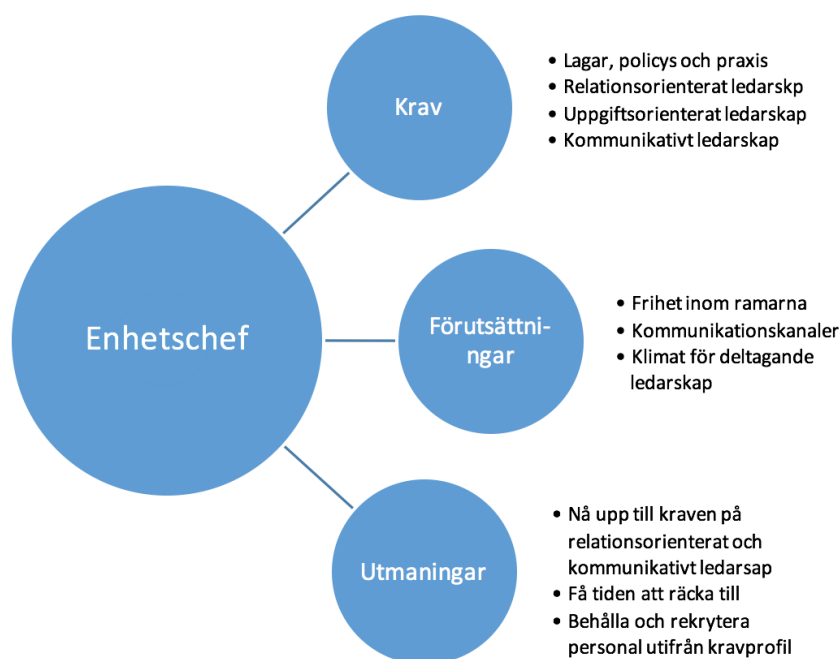 Enhetschef
Krav
• Lagar, policys och praxis
• Relationsorienterat ledarskp
• Uppgiftsorienterat ledarskap
• Kommunikativt ledarskap
Förutsättni-
ngar
• Frihet inom ramarna
• Kommunikationskanaler
• Klimat för deltagande
ledarskap
Utmaningar
• Nå upp till kraven på
relationsorienterat och
kommunikativt ledarsap
• Få tiden att räcka till
• Behålla och rekrytera
personal utifrån kravprofil